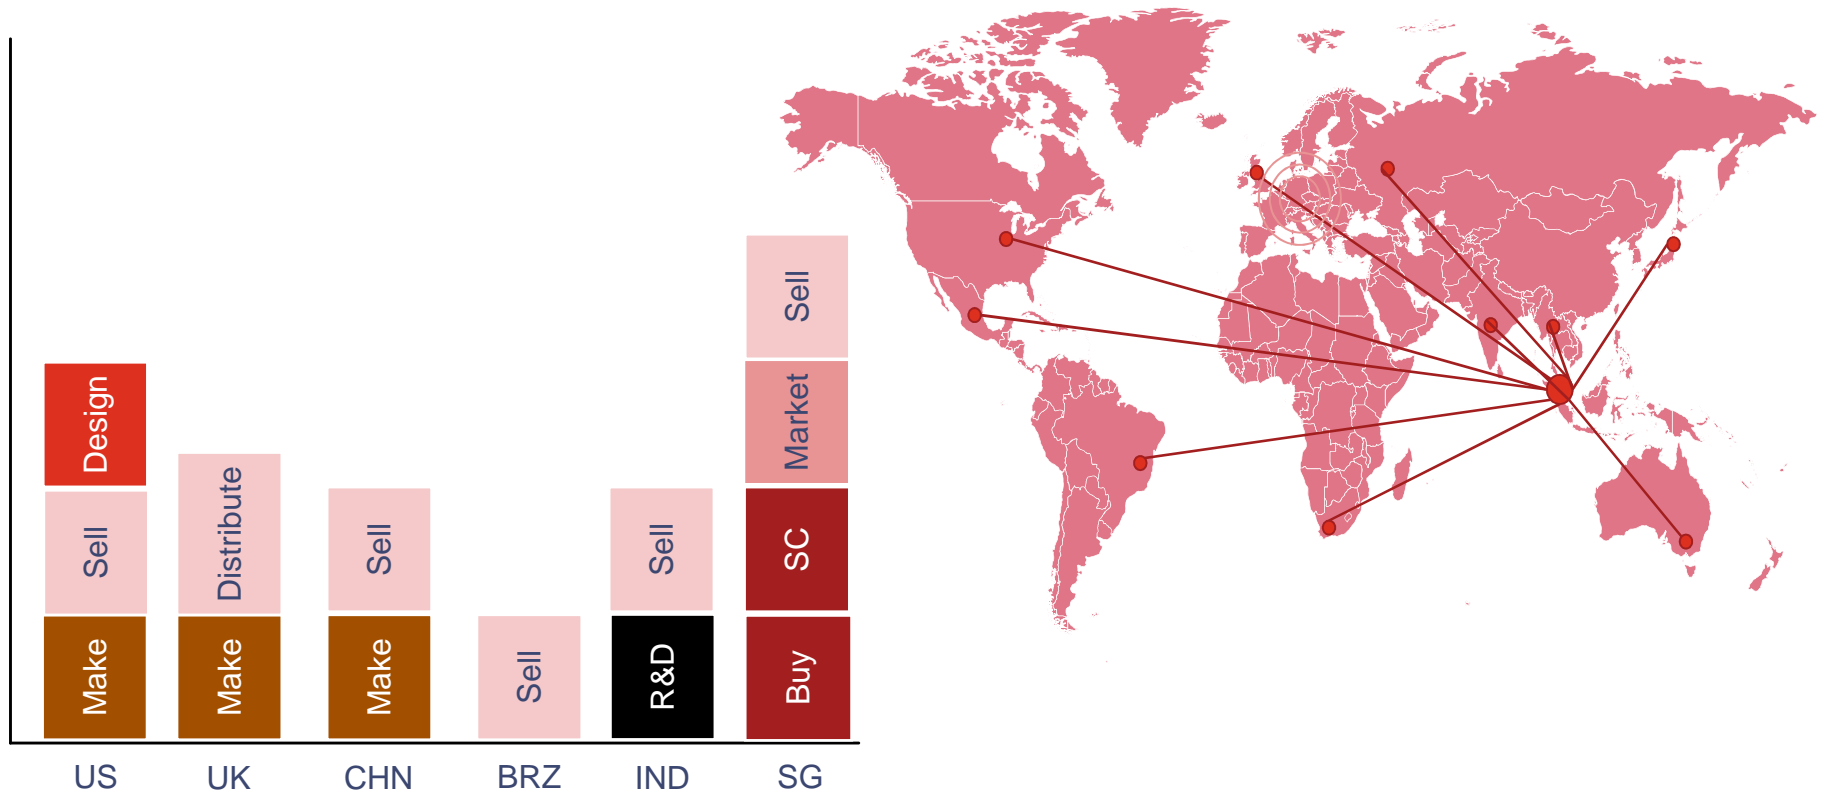 Design
Sell
Make
Distribute
Make
Sell
Make
Sell
Sell
R&D
Sell
Market
SC
Buy
US
UK
CHN
BRZ
IND
SG